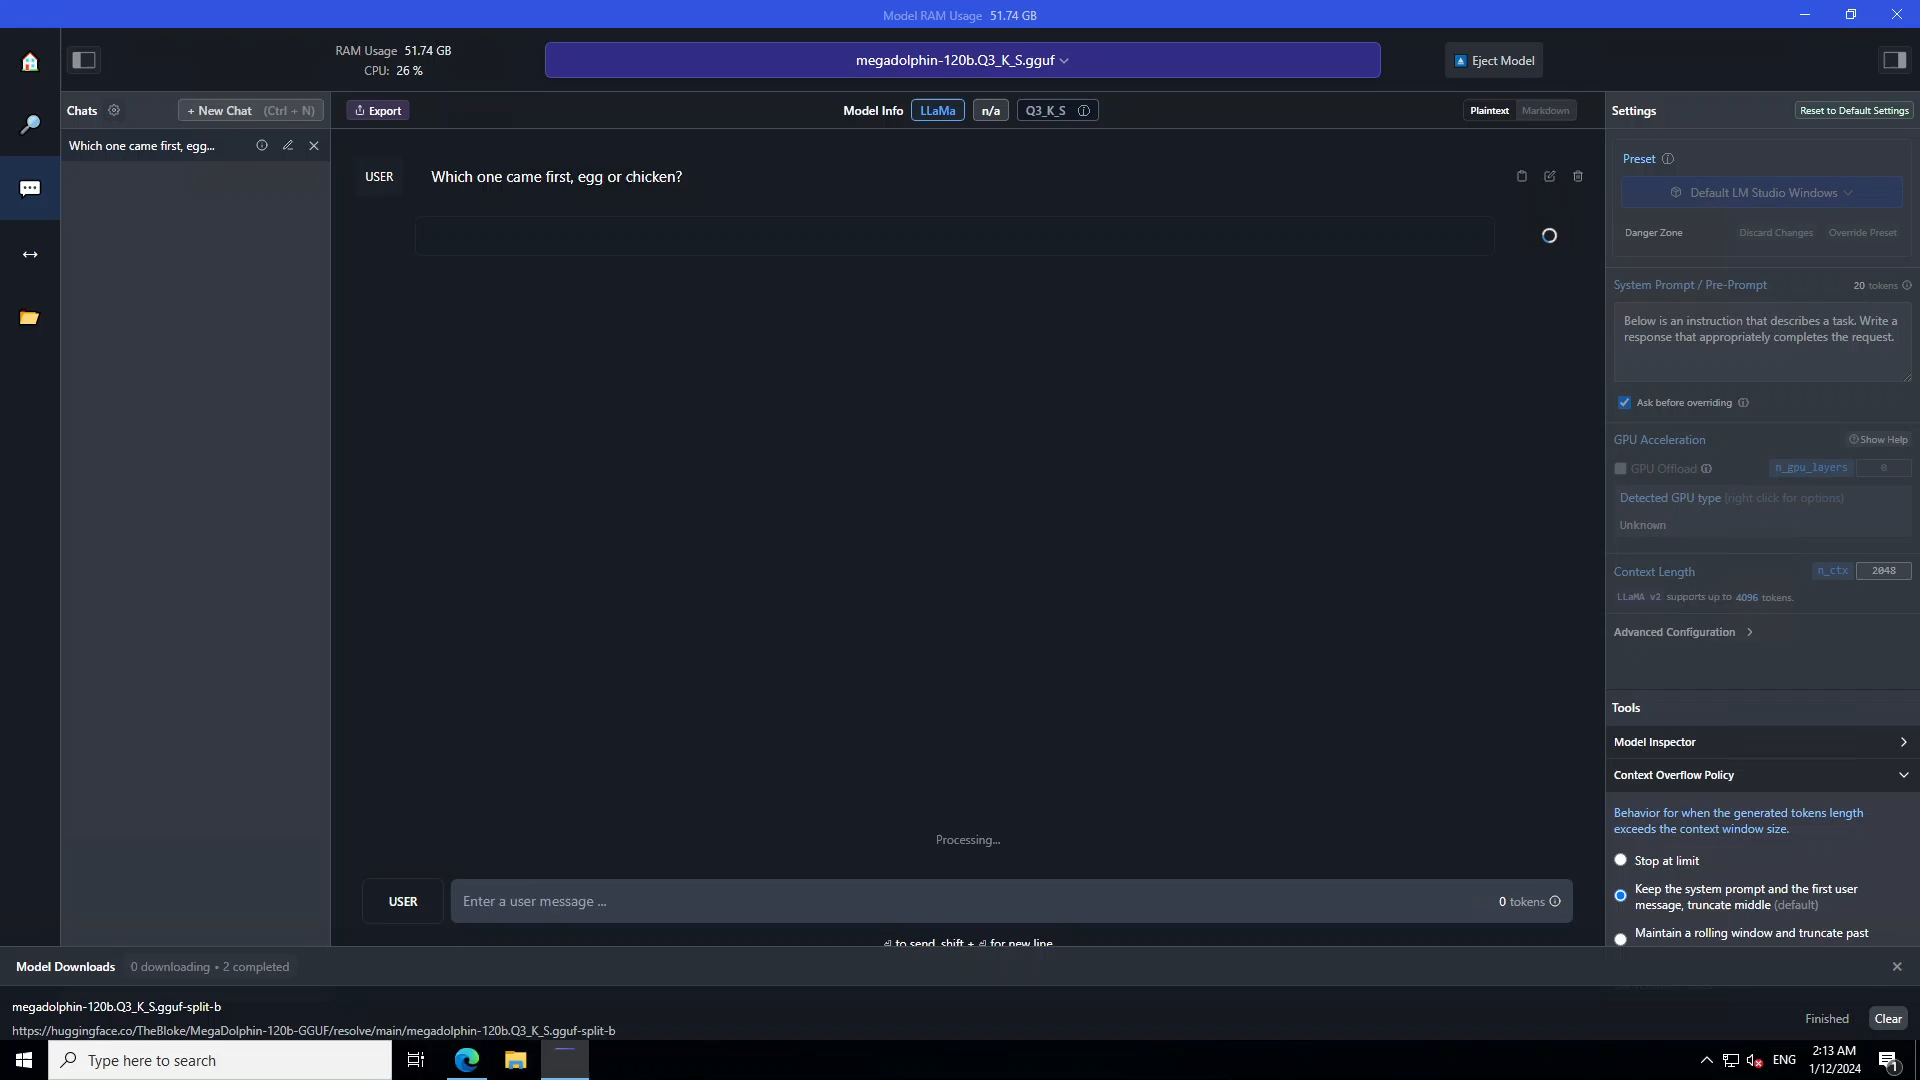 Model RAM Usage 51.74 GB
RAM Usage 51.74 GB
CPU: 26 %
megadolphin-120b.Q3_K_S.gguf
Eject Model
Chats
+ New Chat (Ctrl + N)
Export
Model Info LLaMa n/a Q3_K_S
Plaintext Markdown
Settings
Reset to Default Settings
Which one came first, egg...
USER
Which one came first, egg or chicken?
Preset
Default LM Studio Windows
Danger Zone Discard Changes Override Preset
System Prompt / Pre-Prompt 20 tokens
Below is an instruction that describes a task. Write a
response that appropriately completes the request.
Ask before overriding
GPU Acceleration Show Help
GPU Offload n_gpu_layers 0
Detected GPU type (right click for options)
Unknown
Context Length n_ctx 2048
LLaMA v2 supports up to 4096 tokens.
Advanced Configuration
Tools
Model Inspector
Context Overflow Policy
Behavior for when the generated tokens length
exceeds the context window size.
Stop at limit
Keep the system prompt and the first user
message, truncate middle (default)
Maintain a rolling window and truncate past
Processing...
USER
Enter a user message ...
0 tokens
⏎ to send, shift + ⏎ for new line
Model Downloads 0 downloading • 2 completed
megadolphin-120b.Q3_K_S.gguf-split-b
https://huggingface.co/TheBloke/MegaDolphin-120b-GGUF/resolve/main/megadolphin-120b.Q3_K_S.gguf-split-b
Finished Clear
Type here to search
ENG
2:13 AM
1/12/2024
1